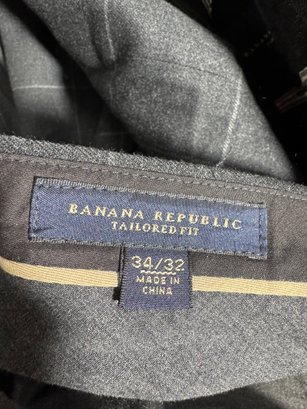 BANANA REPUBLIC
TAILORED FIT
34/32
MADE IN
CHINA